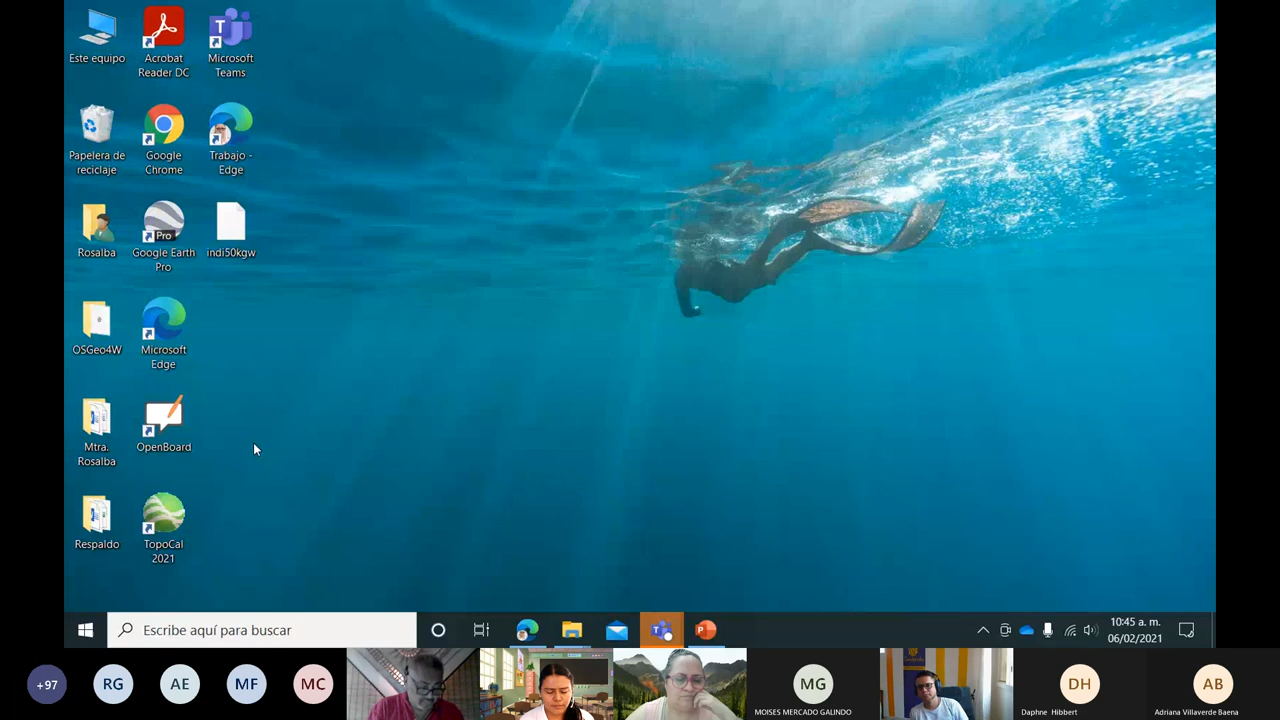 Este equipo
Acrobat
Reader DC
Microsoft
Teams
Papelera de
reciclaje
Google
Chrome
Trabajo -
Edge
Rosalba
Pro
Google Earth
Pro
indi50kgw
OSGeo4W
Microsoft
Edge
Mtra.
Rosalba
OpenBoard
Respaldo
TopoCal
2021
Escribe aquí para buscar
10:45 a. m.
06/02/2021
+97
RG
AE
MF
MC
MG
MOISES MERCADO GALINDO
DH
Daphne Hibbert
AB
Adriana Villaverde Baena